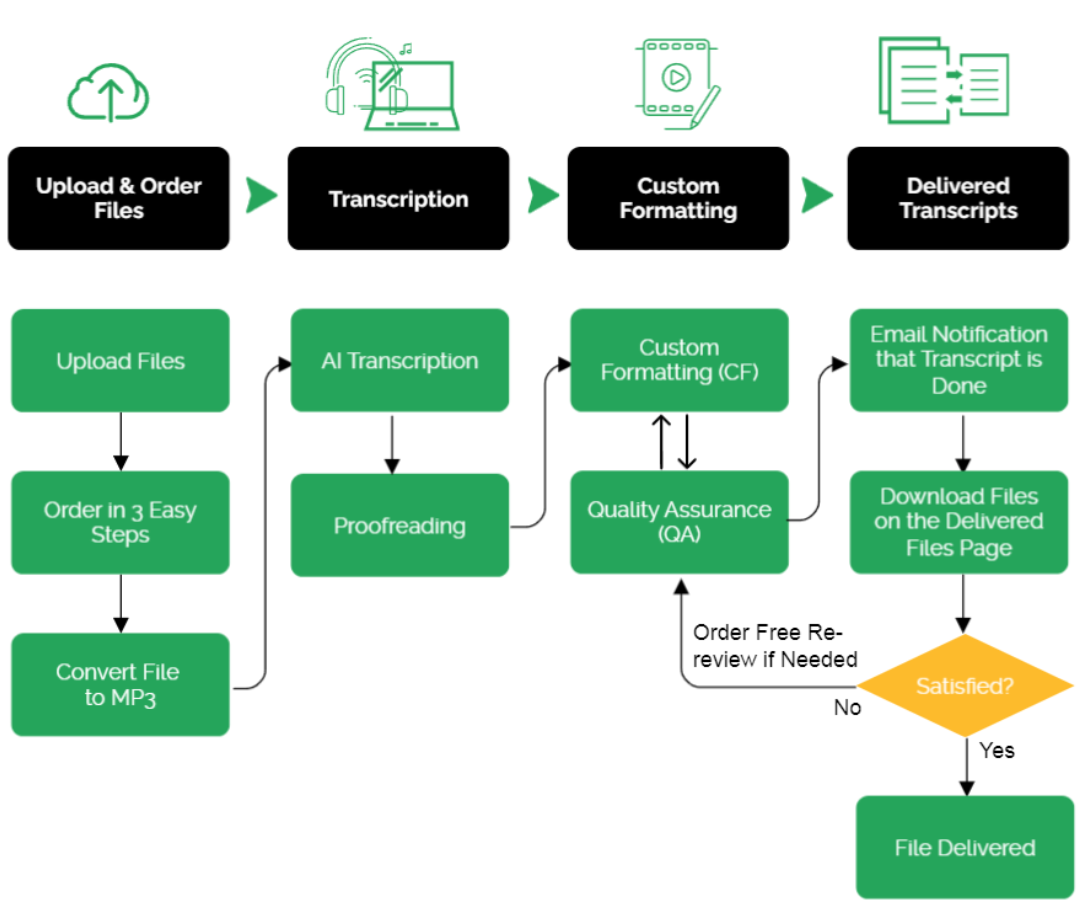 Upload & Order
Files
Transcription
Custom
Formatting
Delivered
Transcripts
Upload Files
Order in 3 Easy
Steps
Convert File
to MP3
AI Transcription
Proofreading
Custom
Formatting (CF)
Quality Assurance
(QA)
Order Free Re-
review if Needed
No
Email Notification
that Transcript is
Done
Download Files
on the Delivered
Files Page
Satisfied?
Yes
File Delivered